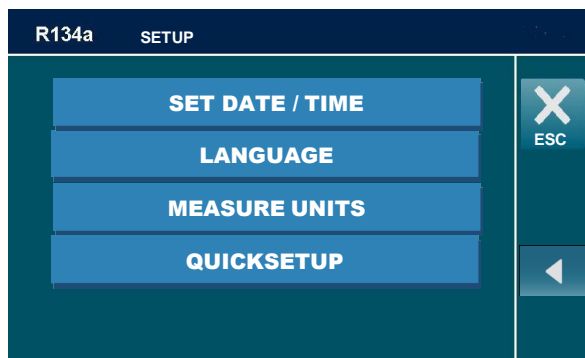 R134a SETUP
SET DATE / TIME
LANGUAGE
MEASURE UNITS
QUICKSETUP
ESC